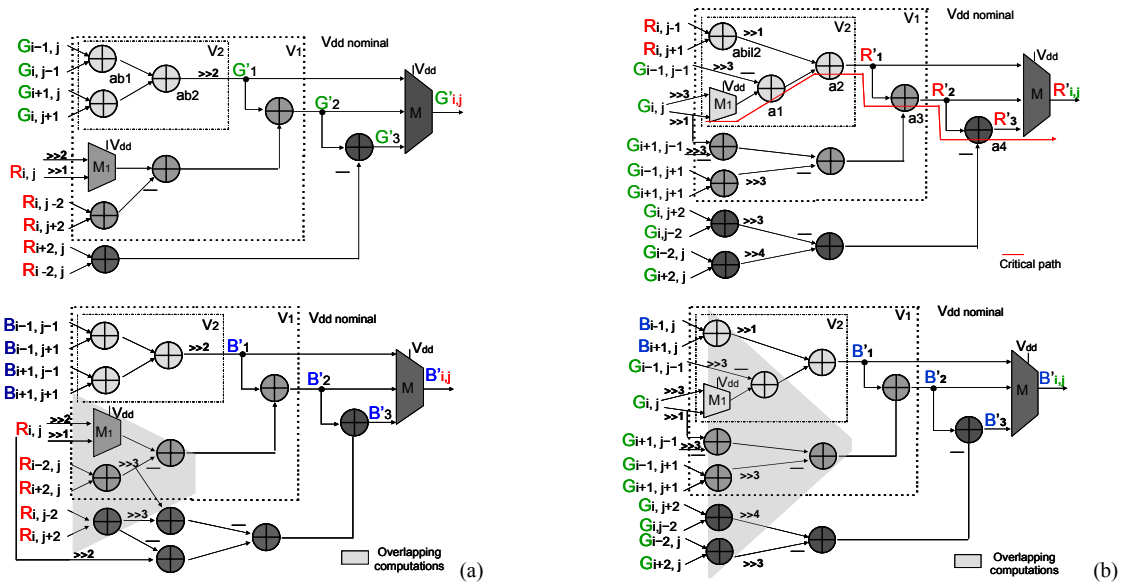 Gi−1, j
Gi, j−1
Gi+1, j
Gi, j+1
ab1
ab2
>>2
V2
V1
Vdd nominal
G'1
G'2
G'3
Vdd
M
G'i,j
>>2
>>1
Ri, j
M1
Vdd
Ri, j -2
Ri, j+2
Ri+2, j
Ri -2, j
Ri, j-1
Ri, j+1
Gi−1, j−1
Gi, j
>>1
>>3
>>3
>>1
abil2
Vdd
M1
a1
a2
V2
V1
Vdd nominal
R'1
R'2
R'3
a3
a4
Vdd
M
R'i,j
Gi+1, j−1
>>3
Gi−1, j+1
Gi+1, j+1
>>3
Gi, j+2
Gi,j−2
Gi−2, j
Gi+2, j
>>3
>>4
Critical path
Bi−1, j−1
Bi−1, j+1
Bi+1, j−1
Bi+1, j+1
>>2
V2
V1
Vdd nominal
B'1
B'2
B'3
Vdd
M
B'i,j
Ri, j
>>2
>>1
M1
Vdd
Ri−2, j
Ri+2, j
>>3
Ri, j-2
Ri, j+2
>>3
>>2
Overlapping
computations
(a)
Bi-1, j
Bi+1, j
Gi−1, j−1
Gi, j
>>1
>>3
>>3
>>1
Vdd
M1
V2
V1
Vdd nominal
B'1
B'2
B'3
Vdd
M
B'i,j
Gi+1, j−1
>>3
Gi−1, j+1
Gi+1, j+1
>>3
Gi, j+2
Gi,j−2
Gi−2, j
Gi+2, j
>>4
>>3
Overlapping
computations
(b)